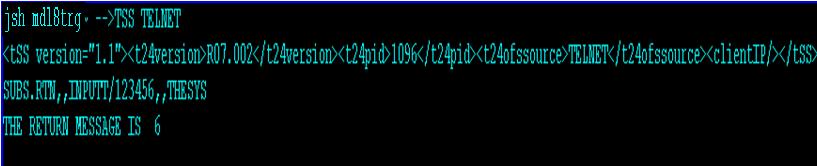 jsh mdl8trg ~ -->TSS TELNET
<tSS version="1.1"><t24version>R07.002</t24version><t24pid>1096</t24pid><t24ofssource>TELNET</t24ofssource><clientIP/></tSS>
SUBS.RTN,,INPUTT/123456,,THESYS
THE RETURN MESSAGE IS  6